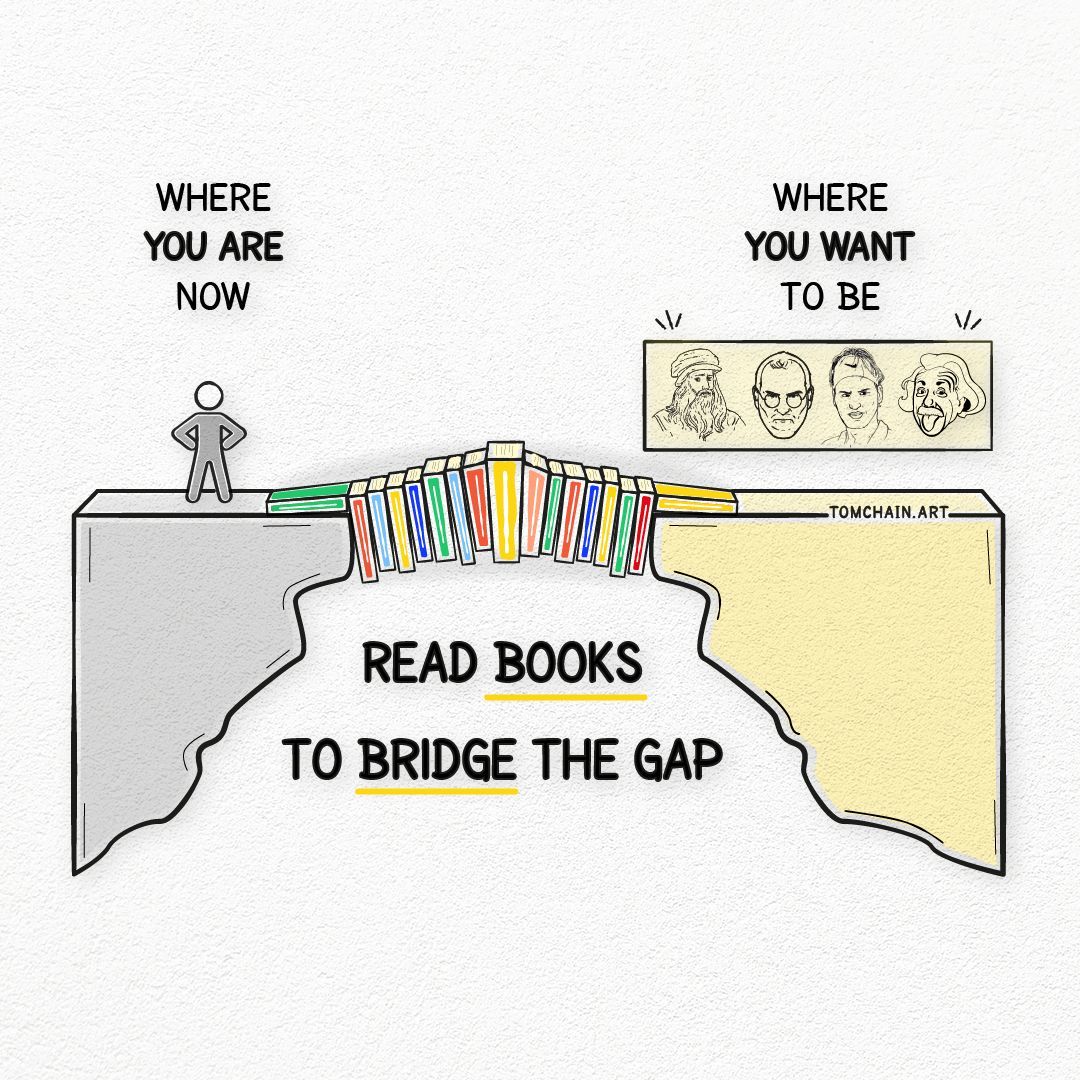 WHERE
YOU ARE
NOW
WHERE
YOU WANT
TO BE
TOMCHAIN.ART
READ BOOKS
TO BRIDGE THE GAP